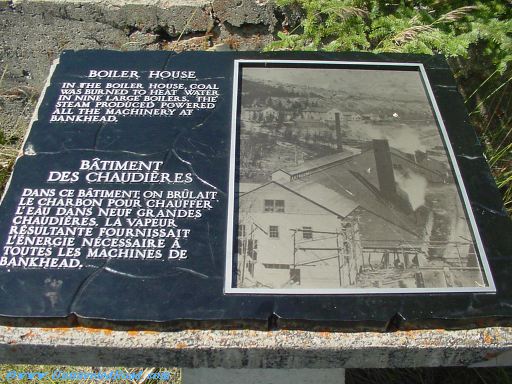 BOILER HOUSE
IN THE BOILER HOUSE, COAL
WAS BURNED TO HEAT WATER
IN NINE LARGE BOILERS. THE
STEAM PRODUCED POWERED
ALL THE MACHINERY AT
BANKHEAD.
BÂTIMENT
DES CHAUDIÈRES
DANS CE BÂTIMENT, ON BRÛLAIT
LE CHARBON POUR CHAUFFER
L'EAU DANS NEUF GRANDES
CHAUDIÈRES. LA VAPEUR
RÉSULTANTE FOURNISSAIT
L'ÉNERGIE NÉCESSAIRE À
TOUTES LES MACHINES DE
BANKHEAD.